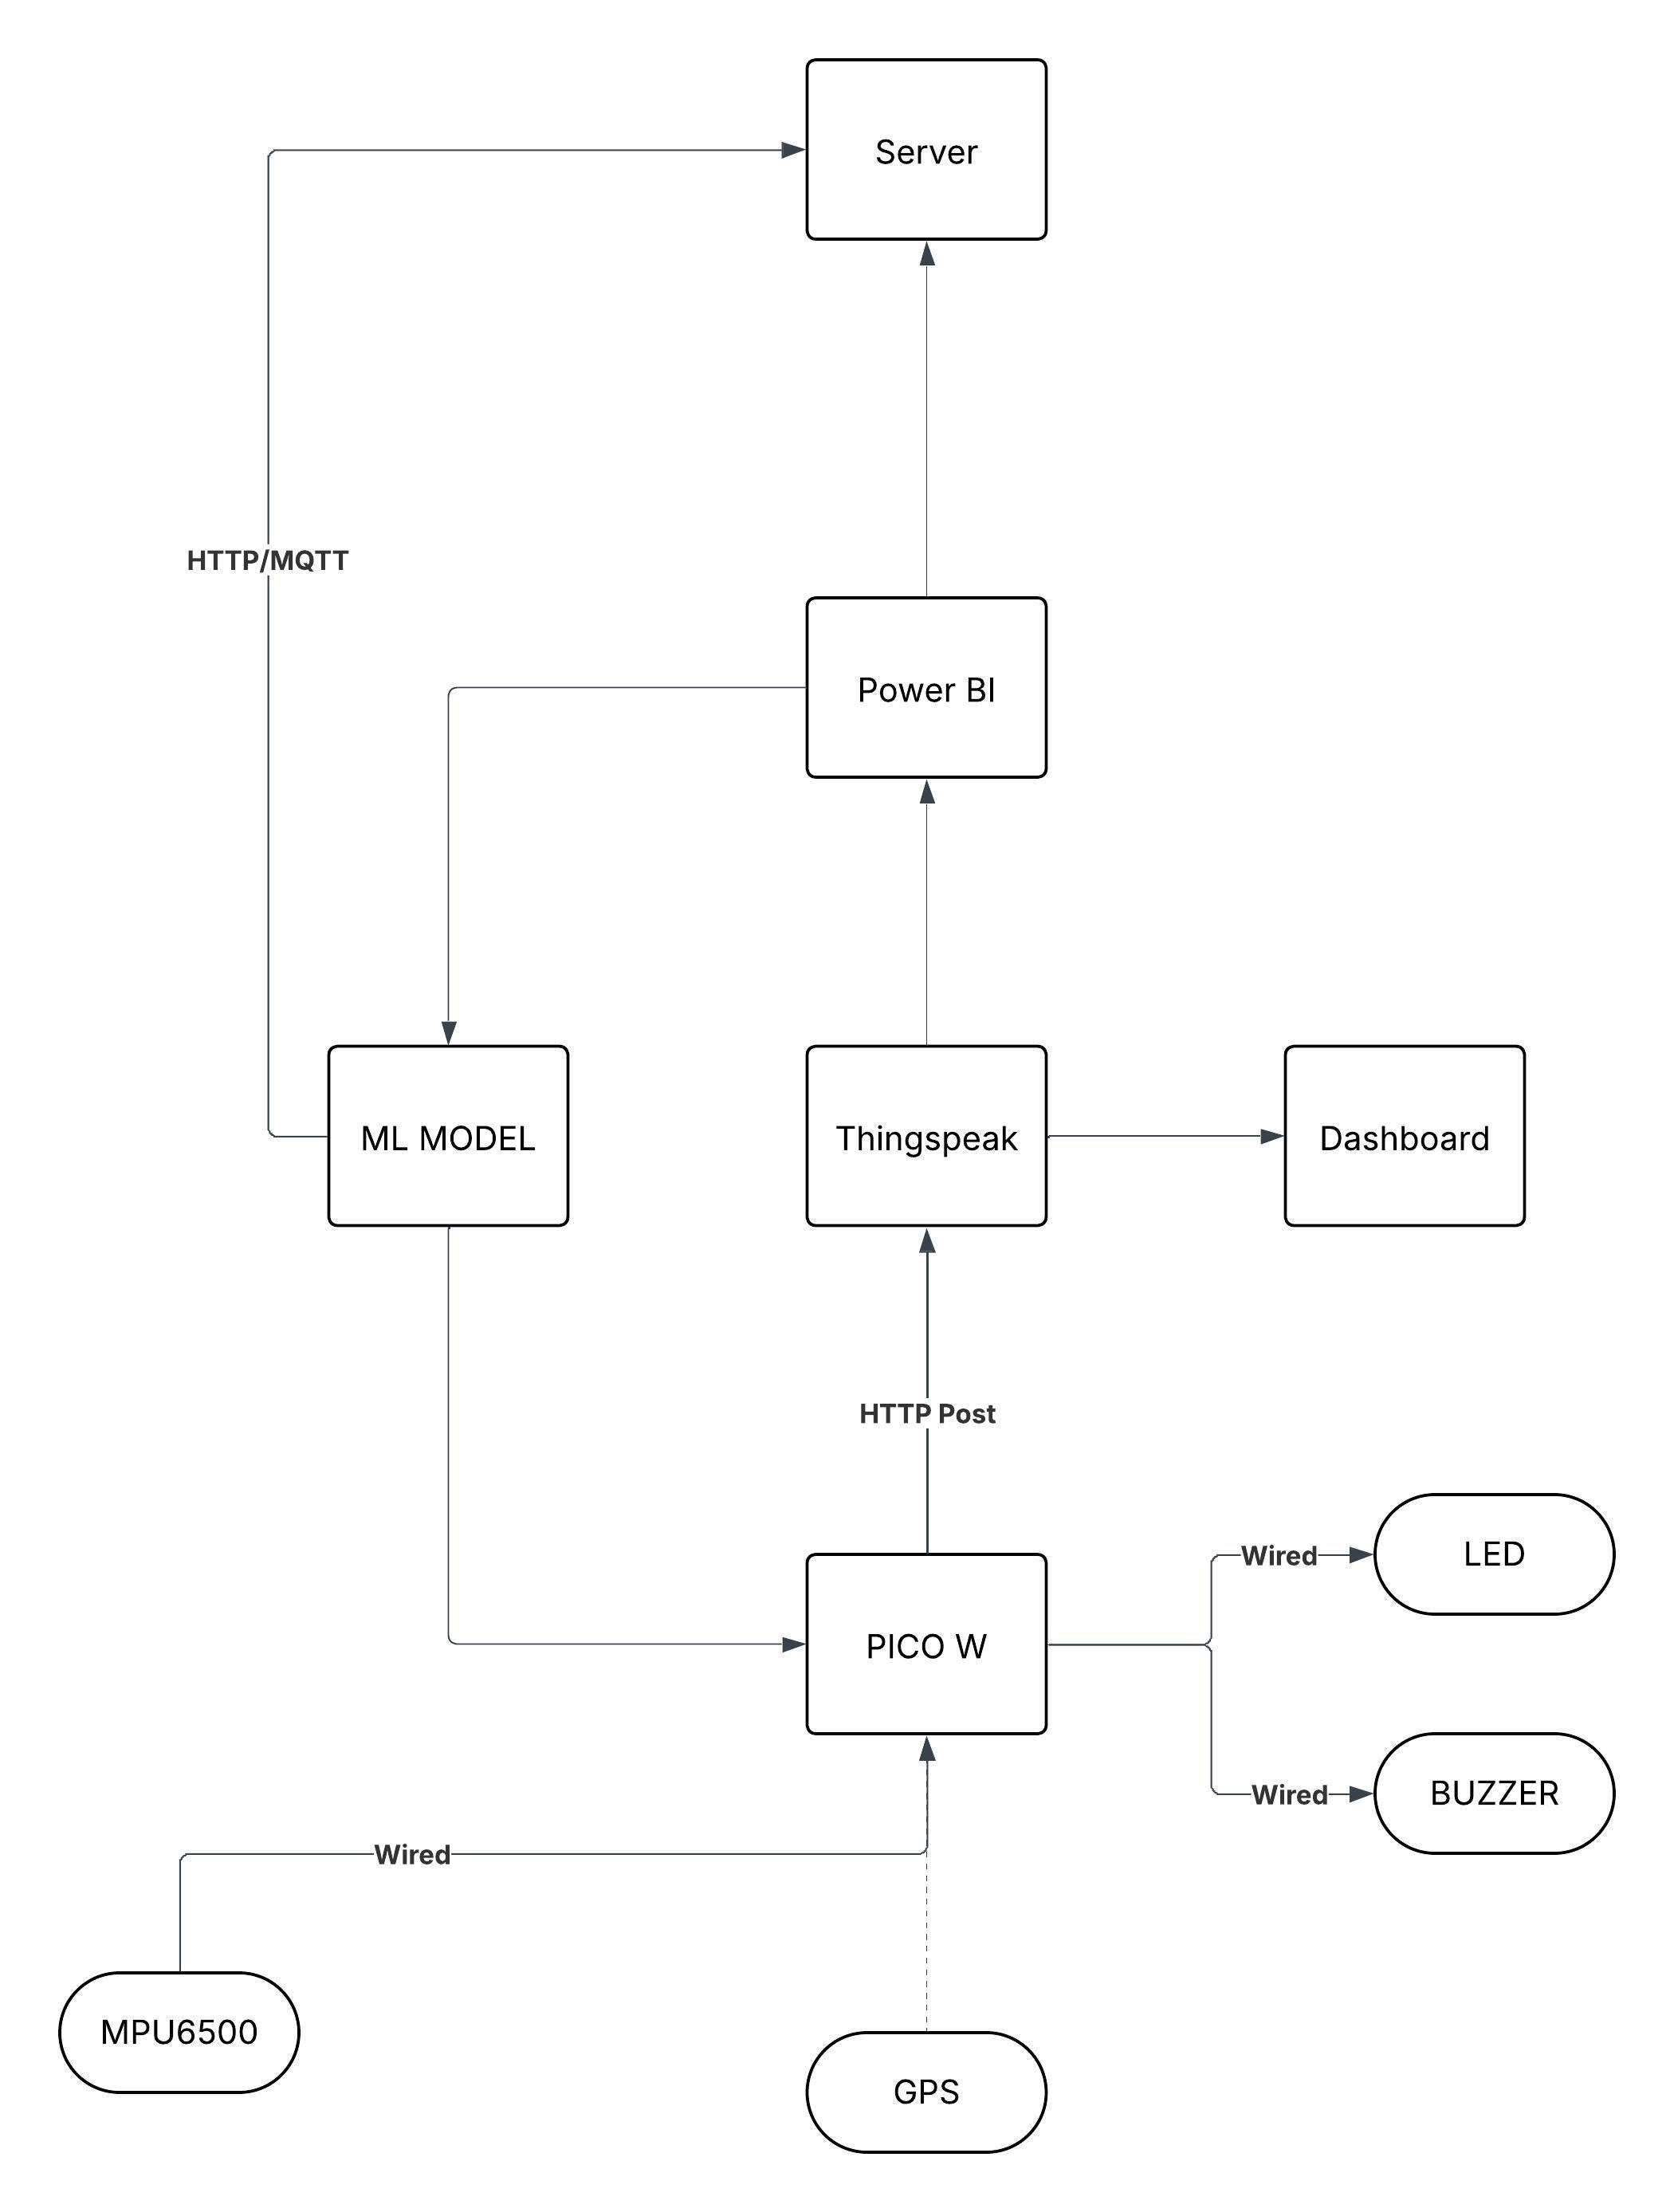 Server
HTTP/MQTT
Power BI
ML MODEL
Thingspeak
Dashboard
HTTP Post
Wired
LED
PICO W
Wired
BUZZER
Wired
MPU6500
GPS